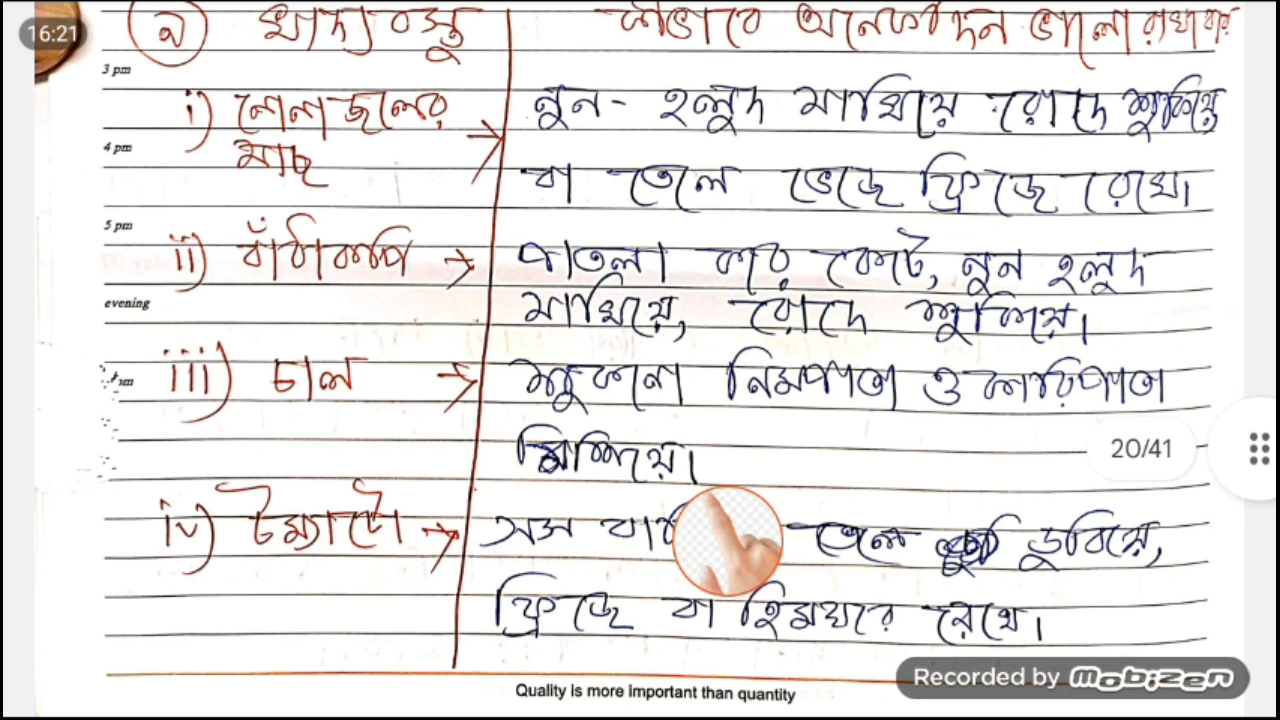 16:21
৯) খাদ্যবস্তু কীভাবে অনেকদিন ভালো রাখা যায়
3 pm
i) লোনাজলের → নুন - হলুদ মাখিয়ে রোদে শুকিয়ে
4 pm
মাছ
বা তেলে ভেজে ফ্রিজে রেখে।
5 pm
ii) বাঁধাকপি → পাতলা করে কেটে, নুন হলুদ
evening
মাখিয়ে, রোদে শুকিয়ে।
iii) চাল → শুকনো নিমপাতা ও কারিপাতা
মিশিয়ে।
20/41
iv) টম্যাটো → সস তেলে ডুবিয়ে,
ফ্রিজে বা হিমঘরে রেখে।
Recorded by Mobizen
Quality is more important than quantity